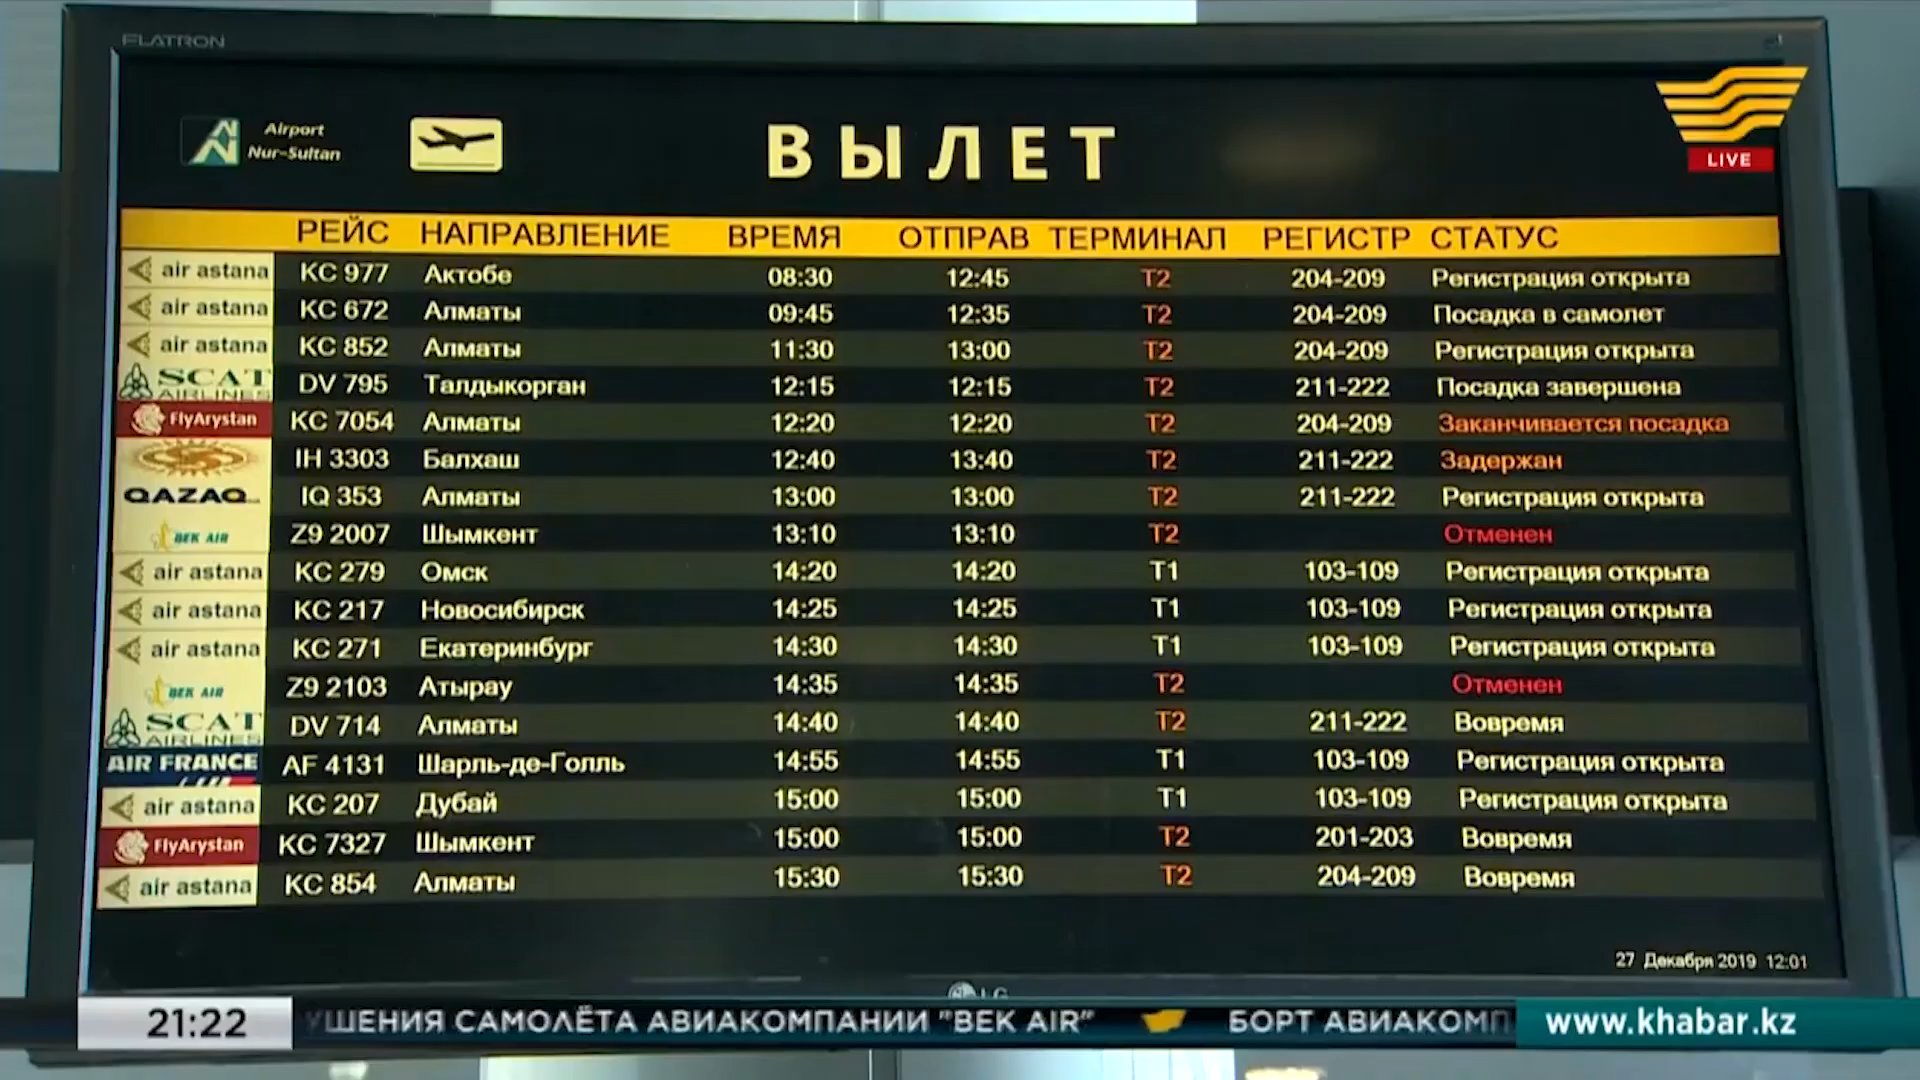 FLATRON
Airport
Nur-Sultan
ВЫЛЕТ
LIVE
РЕЙС НАПРАВЛЕНИЕ ВРЕМЯ ОТПРАВ ТЕРМИНАЛ РЕГИСТР СТАТУС
air astana KC 977 Актобе 08:30 12:45 T2 204-209 Регистрация открыта
air astana KC 672 Алматы 09:45 12:35 T2 204-209 Посадка в самолет
air astana KC 852 Алматы 11:30 13:00 T2 204-209 Регистрация открыта
SCAT AIRLINES DV 795 Талдыкорган 12:15 12:15 T2 211-222 Посадка завершена
FlyArystan KC 7054 Алматы 12:20 12:20 T2 204-209 Заканчивается посадка
IH 3303 Балхаш 12:40 13:40 T2 211-222 Задержан
QAZAQ IQ 353 Алматы 13:00 13:00 T2 211-222 Регистрация открыта
BEK AIR Z9 2007 Шымкент 13:10 13:10 T2 Отменен
air astana KC 279 Омск 14:20 14:20 T1 103-109 Регистрация открыта
air astana KC 217 Новосибирск 14:25 14:25 T1 103-109 Регистрация открыта
air astana KC 271 Екатеринбург 14:30 14:30 T1 103-109 Регистрация открыта
BEK AIR Z9 2103 Атырау 14:35 14:35 T2 Отменен
SCAT AIRLINES DV 714 Алматы 14:40 14:40 T2 211-222 Вовремя
AIR FRANCE AF 4131 Шарль-де-Голль 14:55 14:55 T1 103-109 Регистрация открыта
air astana KC 207 Дубай 15:00 15:00 T1 103-109 Регистрация открыта
FlyArystan KC 7327 Шымкент 15:00 15:00 T2 201-203 Вовремя
air astana KC 854 Алматы 15:30 15:30 T2 204-209 Вовремя
27 Декабря 2019 12:01
LG
21:22 УШЕНИЯ САМОЛЁТА АВИАКОМПАНИИ "BEK AIR" БОРТ АВИАКОМП www.khabar.kz